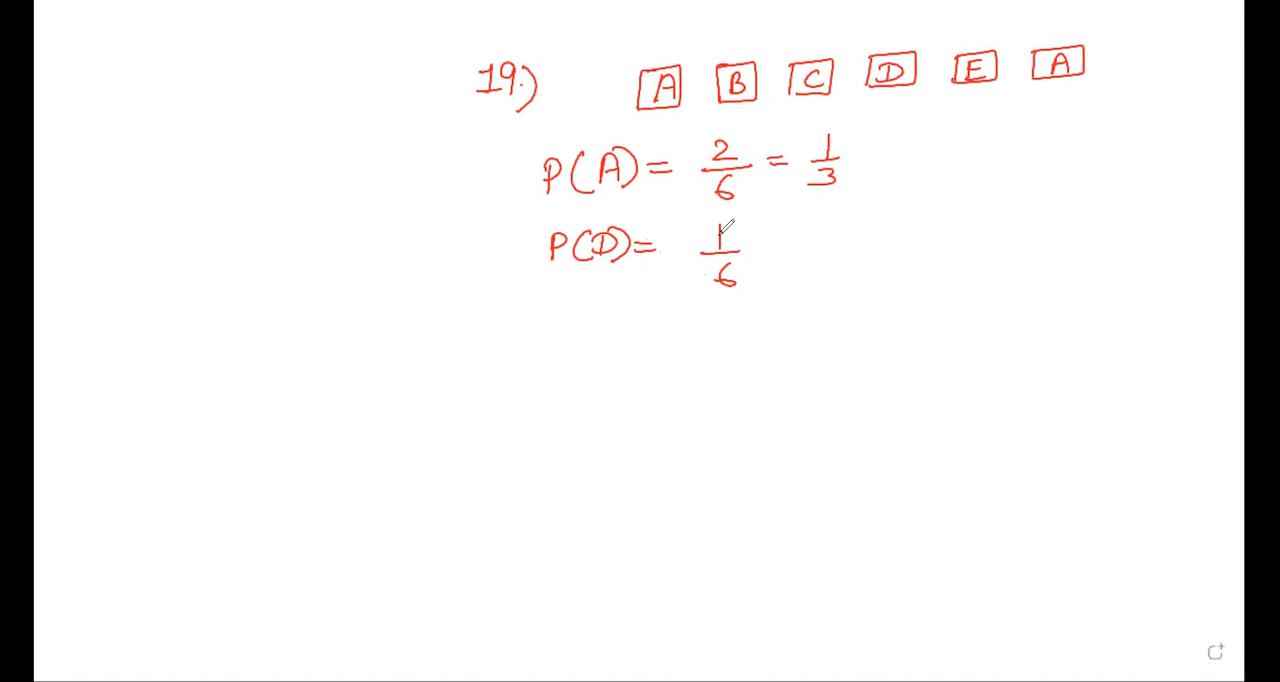 19.) A B C D E A
P(A) = 2/6 = 1/3
P(D) = 1/6